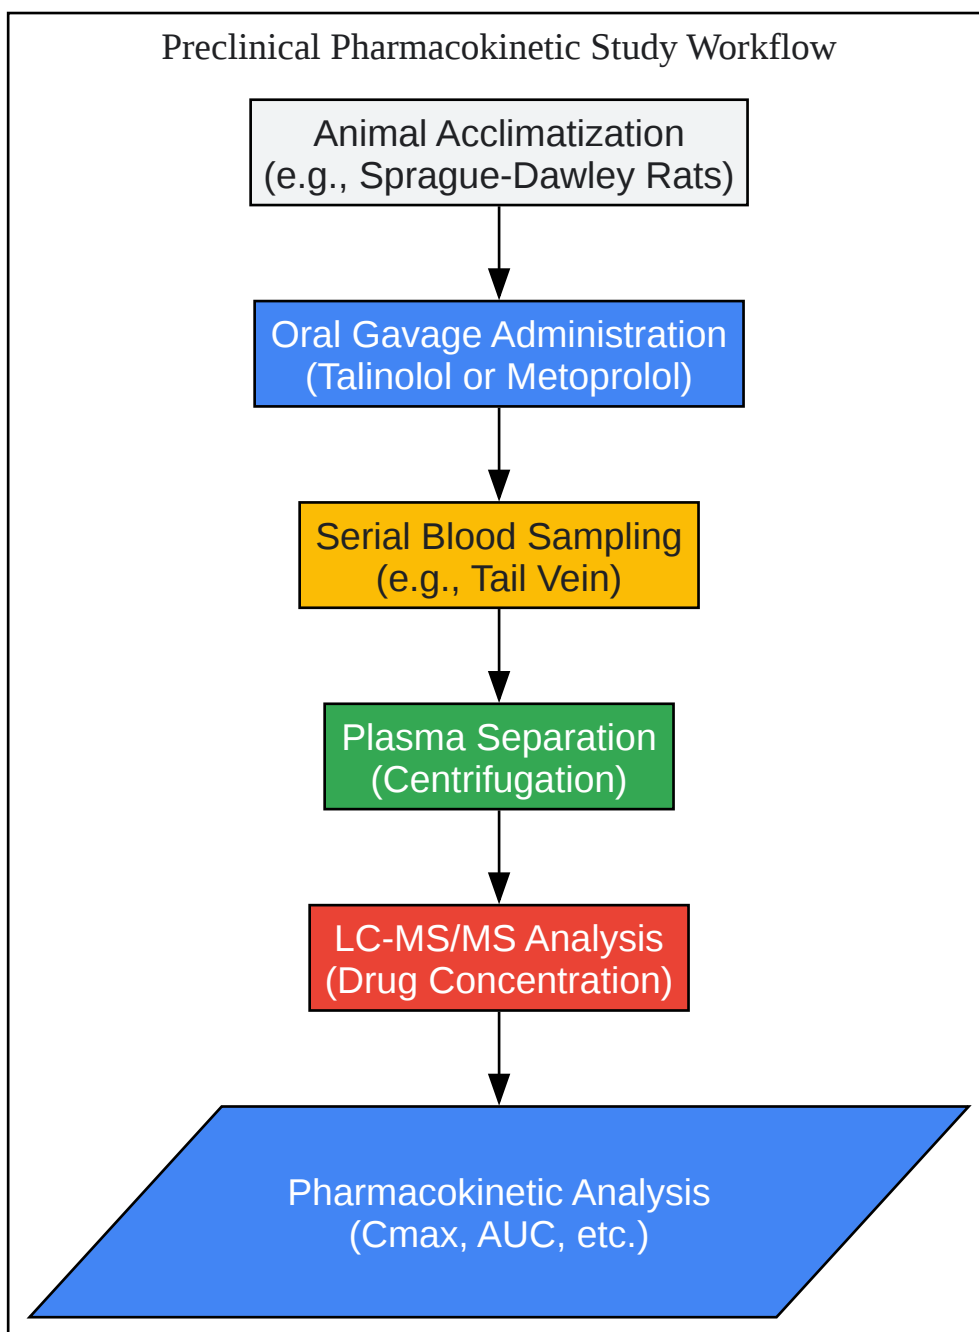 Preclinical Pharmacokinetic Study Workflow
Animal Acclimatization
(e.g., Sprague-Dawley Rats)
Oral Gavage Administration
(Talinolol or Metoprolol)
Serial Blood Sampling
(e.g., Tail Vein)
Plasma Separation
(Centrifugation)
LC-MS/MS Analysis
(Drug Concentration)
Pharmacokinetic Analysis
(Cmax, AUC, etc.)